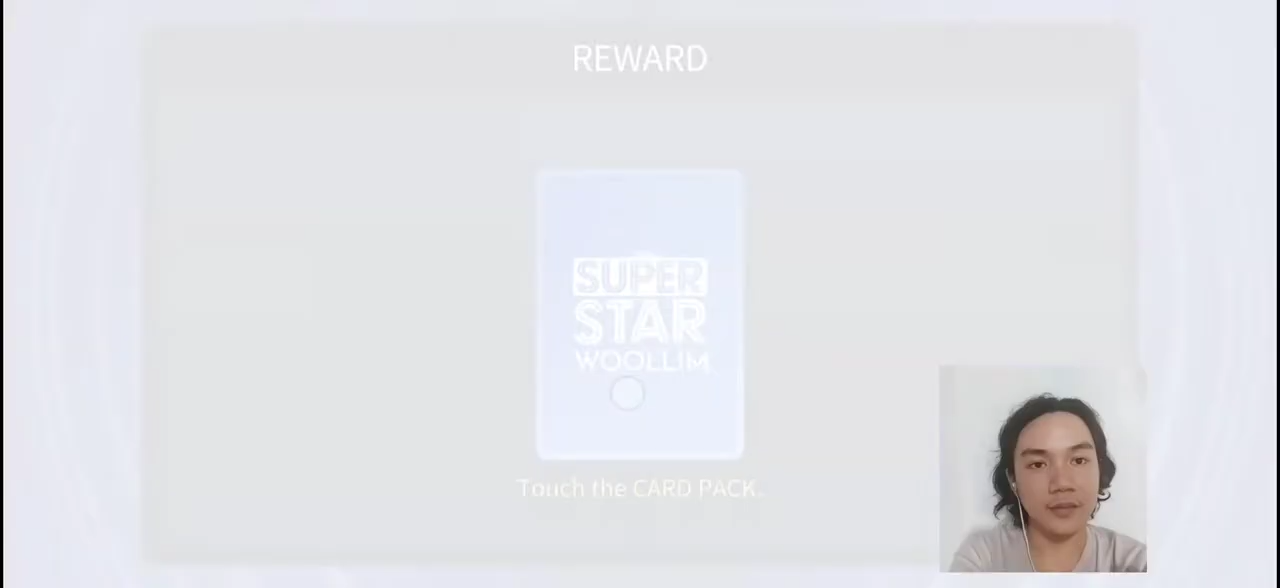 REWARD
SUPER
STAR
WOOLLIM
Touch the CARD PACK.